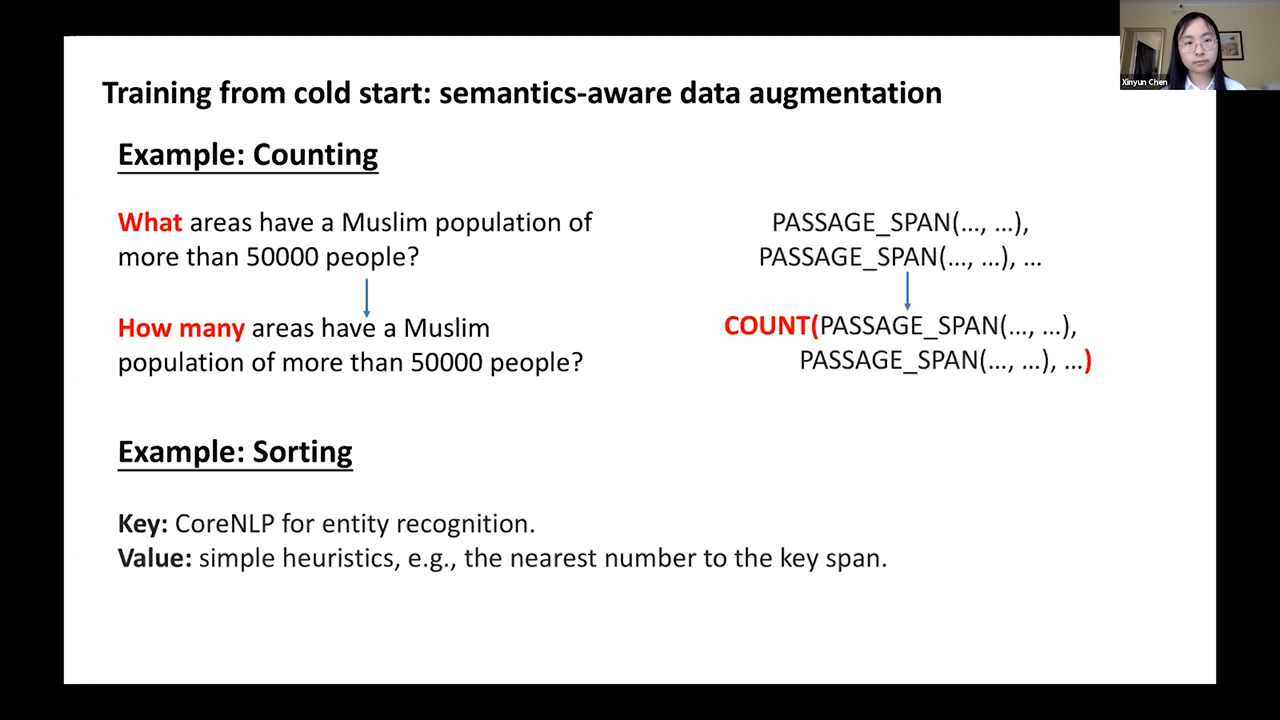 Xinyun Chen
Training from cold start: semantics-aware data augmentation
Example: Counting
What areas have a Muslim population of
more than 50000 people?
PASSAGE_SPAN(…, …),
PASSAGE_SPAN(…, …), …
How many areas have a Muslim
population of more than 50000 people?
COUNT(PASSAGE_SPAN(…, …),
PASSAGE_SPAN(…, …), …)
Example: Sorting
Key: CoreNLP for entity recognition.
Value: simple heuristics, e.g., the nearest number to the key span.